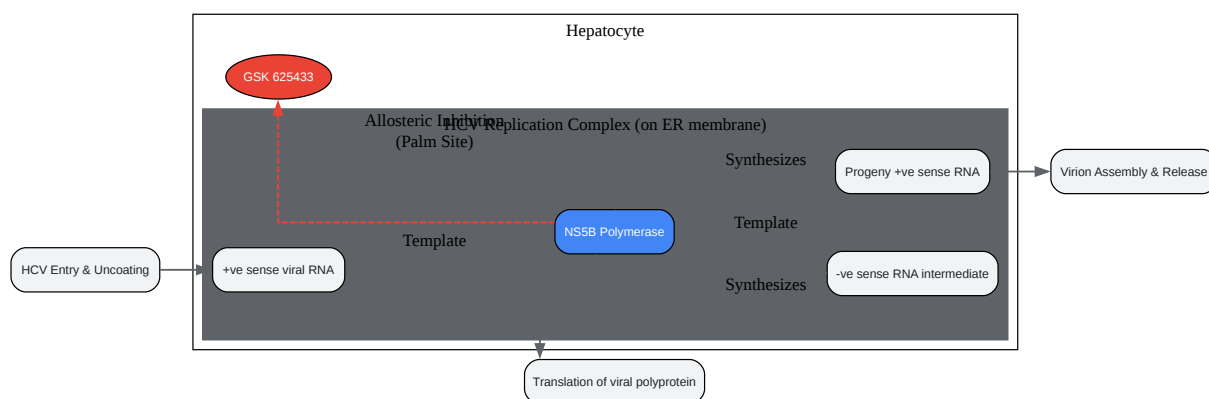 Hepatocyte
GSK 625433
Allosteric Inhibition
(Palm Site)
HCV Replication Complex (on ER membrane)
Synthesizes
Progeny +ve sense RNA
Virion Assembly & Release
Template
NS5B Polymerase
Template
HCV Entry & Uncoating
+ve sense viral RNA
-ve sense RNA intermediate
Synthesizes
Translation of viral polyprotein